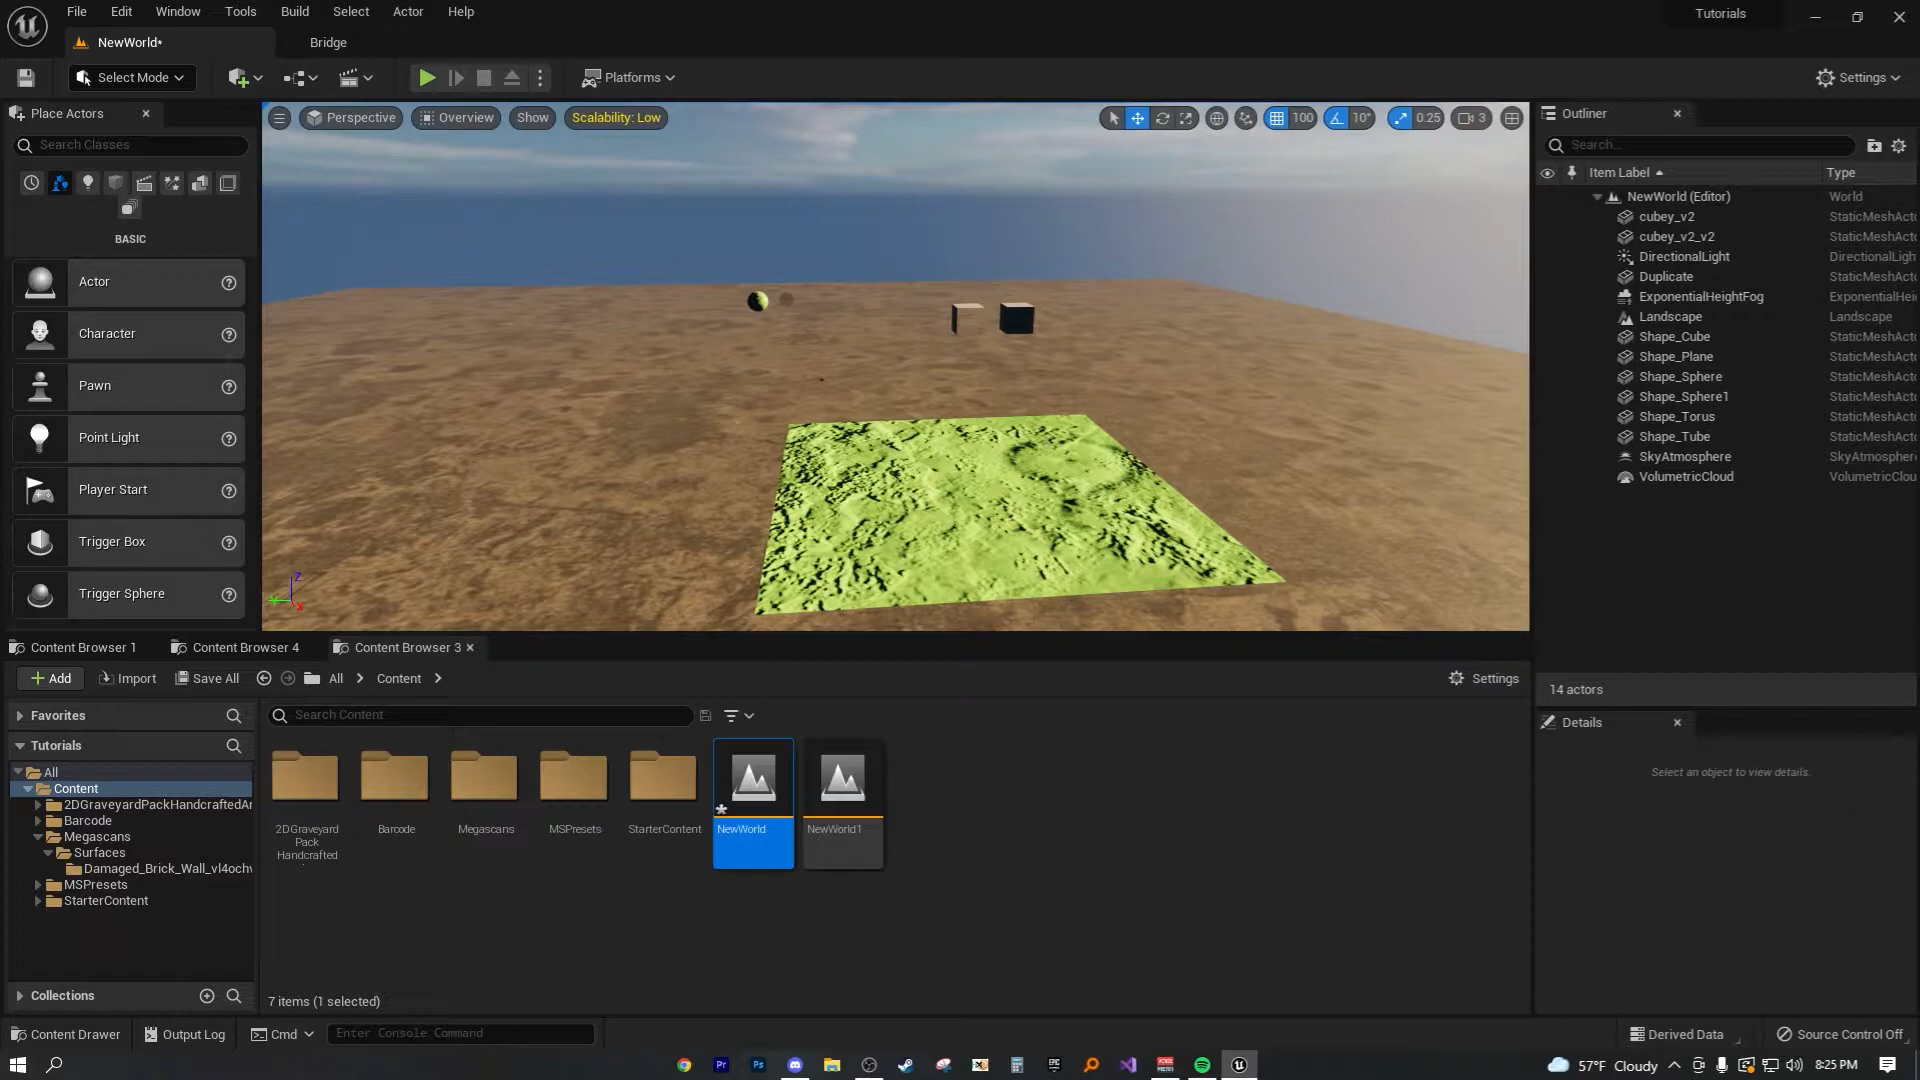 File Edit Window Tools Build Select Actor Help
Tutorials
NewWorld*
Bridge
Select Mode
Platforms
Settings
Place Actors
Search Classes
BASIC
Actor
Character
Pawn
Point Light
Player Start
Trigger Box
Trigger Sphere
Perspective
Overview
Show
Scalability: Low
100
10°
0.25
3
Z
Y
X
Outliner
Search...
Item Label Type
NewWorld (Editor) World
cubey_v2 StaticMeshActo
cubey_v2_v2 StaticMeshActo
DirectionalLight DirectionalLigh
Duplicate StaticMeshActo
ExponentialHeightFog ExponentialHei
Landscape Landscape
Shape_Cube StaticMeshActo
Shape_Plane StaticMeshActo
Shape_Sphere StaticMeshActo
Shape_Sphere1 StaticMeshActo
Shape_Torus StaticMeshActo
Shape_Tube StaticMeshActo
SkyAtmosphere SkyAtmosphere
VolumetricCloud VolumetricClou
14 actors
Details
Select an object to view details.
Content Browser 1
Content Browser 4
Content Browser 3
Add
Import
Save All
All
Content
Settings
Favorites
Tutorials
All
Content
2DGraveyardPackHandcraftedAr
Barcode
Megascans
Surfaces
Damaged_Brick_Wall_vl4ochv
MSPresets
StarterContent
Collections
Search Content
2DGraveyard
Pack
Handcrafted
Barcode
Megascans
MSPresets
StarterContent
NewWorld
NewWorld1
7 items (1 selected)
Content Drawer
Output Log
Cmd
Enter Console Command
Derived Data
Source Control Off
Pr
Ps
EPIC
57°F Cloudy
8:25 PM